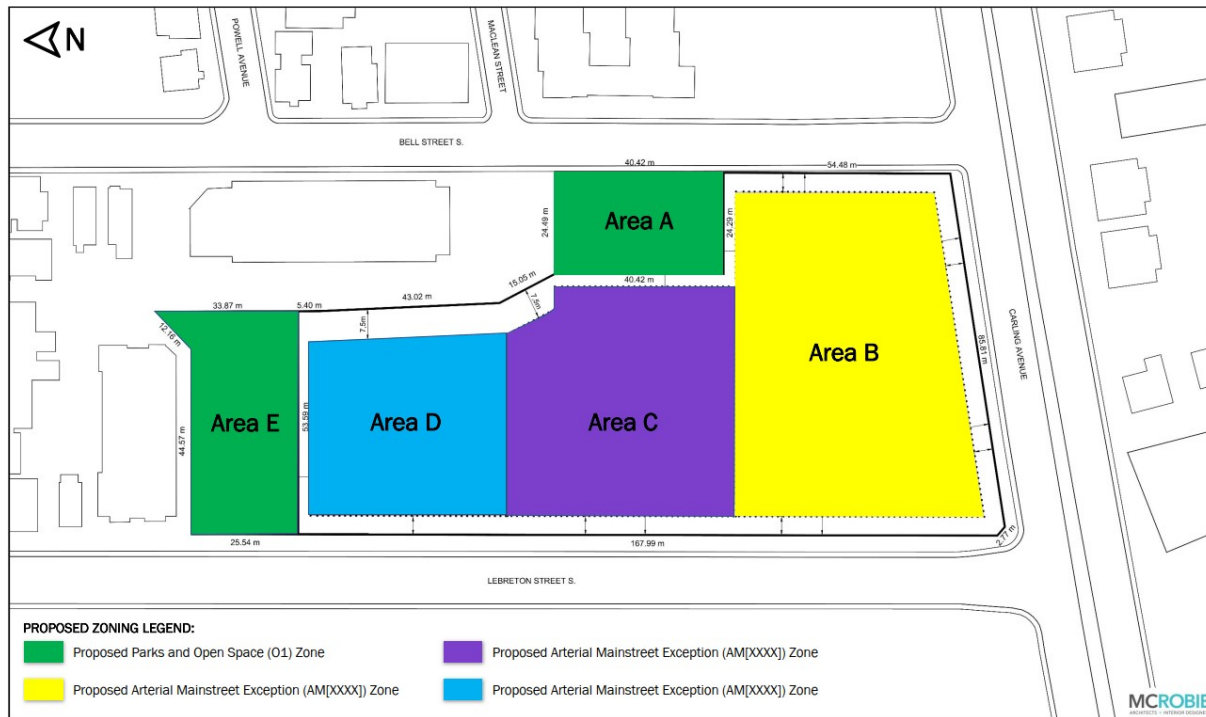 N
POWELL AVENUE
MACLEAN STREET
BELL STREET S.
40.42 m
54.48 m
24.49 m
Area A
24.29 m
15.05 m
40.42 m
43.02 m
7.5m
33.87 m
5.40 m
7.5m
12.16 m
CARLING AVENUE
85.81 m
Area B
Area E
Area D
Area C
53.59 m
44.57 m
2.77 m
25.54 m
167.99 m
LEBRETON STREET S.
PROPOSED ZONING LEGEND:
Proposed Parks and Open Space (O1) Zone
Proposed Arterial Mainstreet Exception (AM[XXXX]) Zone
Proposed Arterial Mainstreet Exception (AM[XXXX]) Zone
Proposed Arterial Mainstreet Exception (AM[XXXX]) Zone
MCROBIE
ARCHITECTS + INTERIOR DESIGNERS